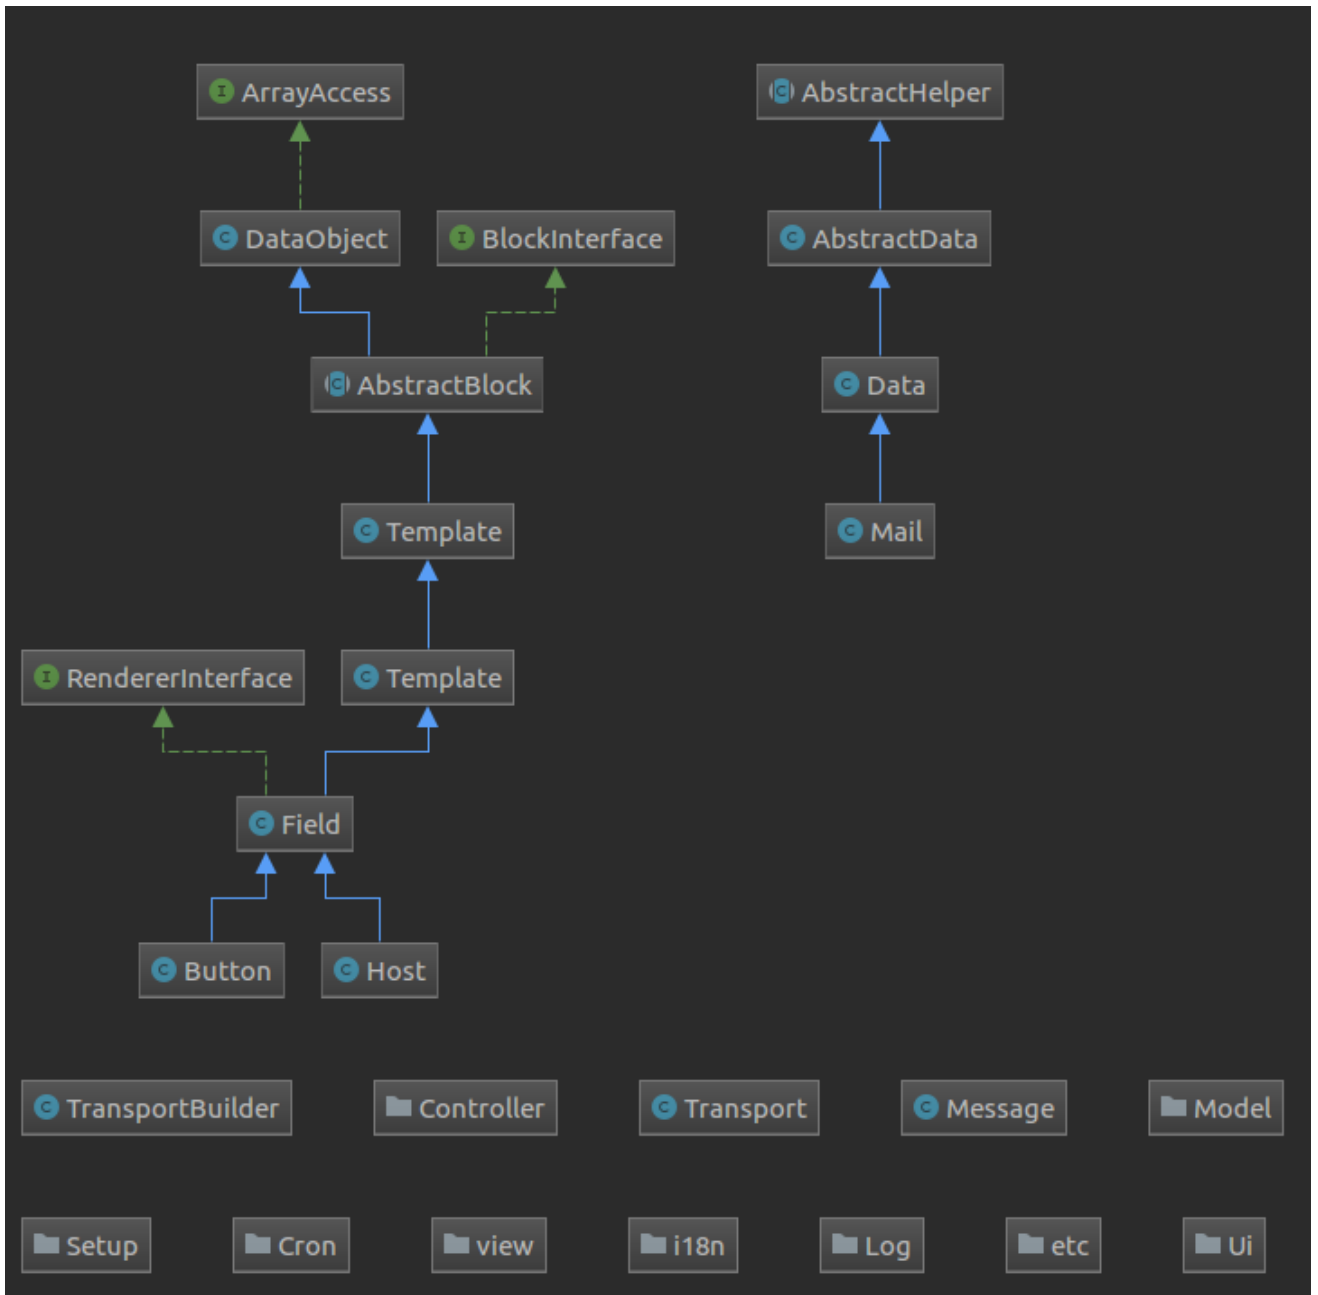 ArrayAccess
AbstractHelper
DataObject
BlockInterface
AbstractData
AbstractBlock
Data
Template
Mail
RendererInterface
Template
Field
Button
Host
TransportBuilder
Controller
Transport
Message
Model
Setup
Cron
view
i18n
Log
etc
Ui